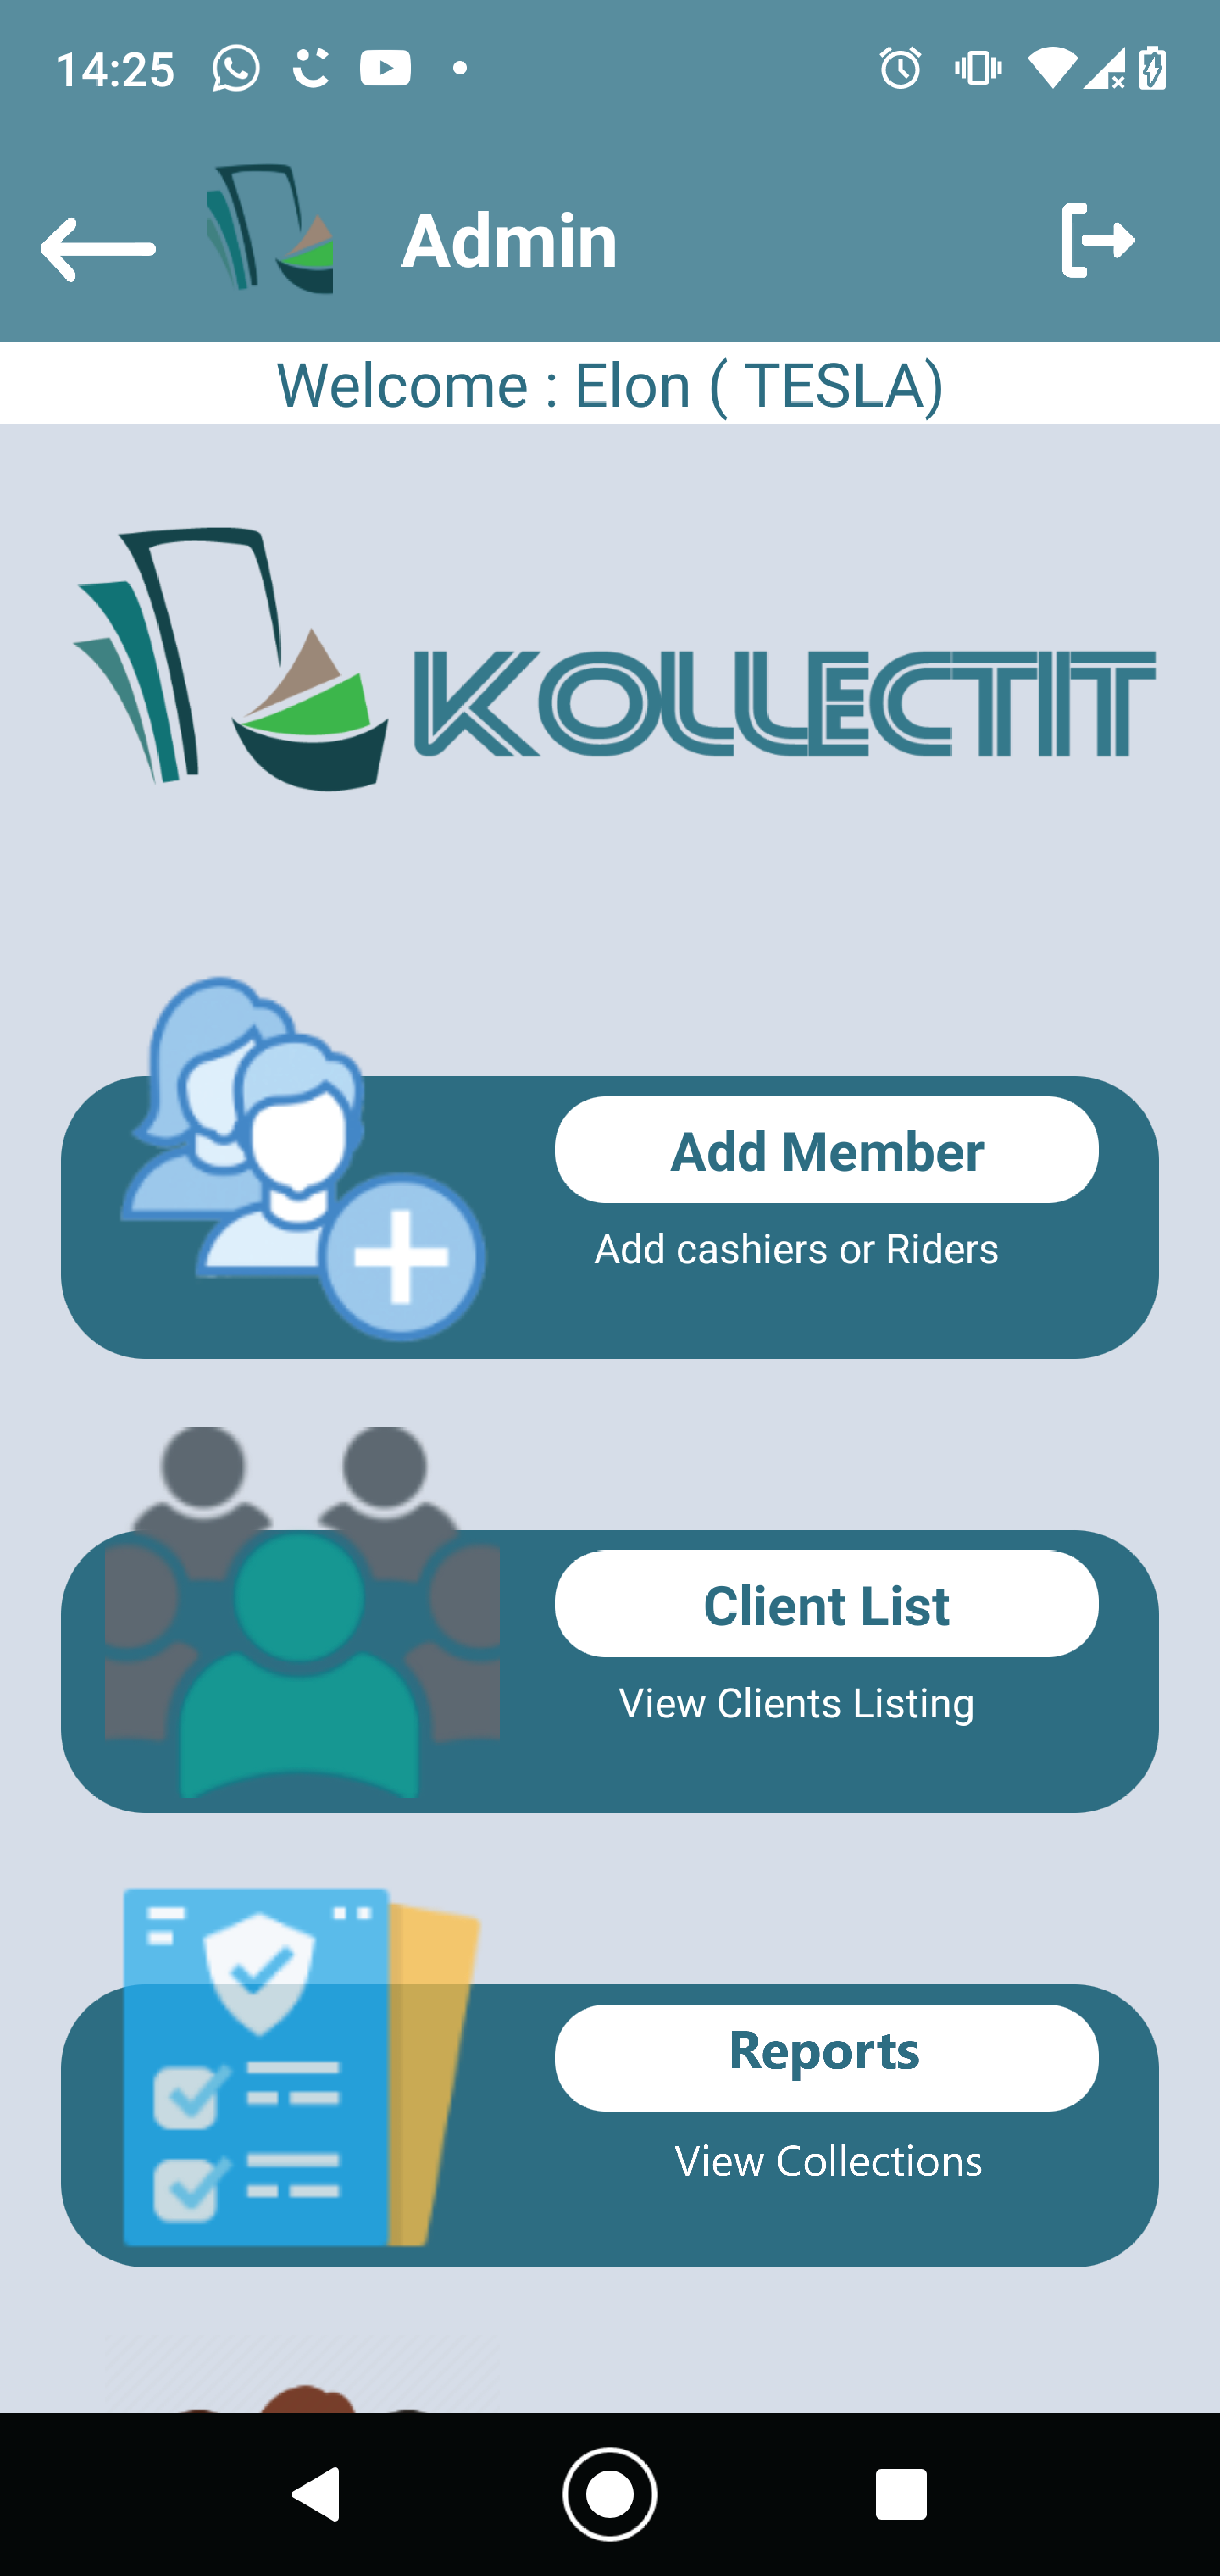 14:25
Admin
Welcome : Elon ( TESLA)
KOLLECTIT
Add Member
Add cashiers or Riders
Client List
View Clients Listing
Reports
View Collections